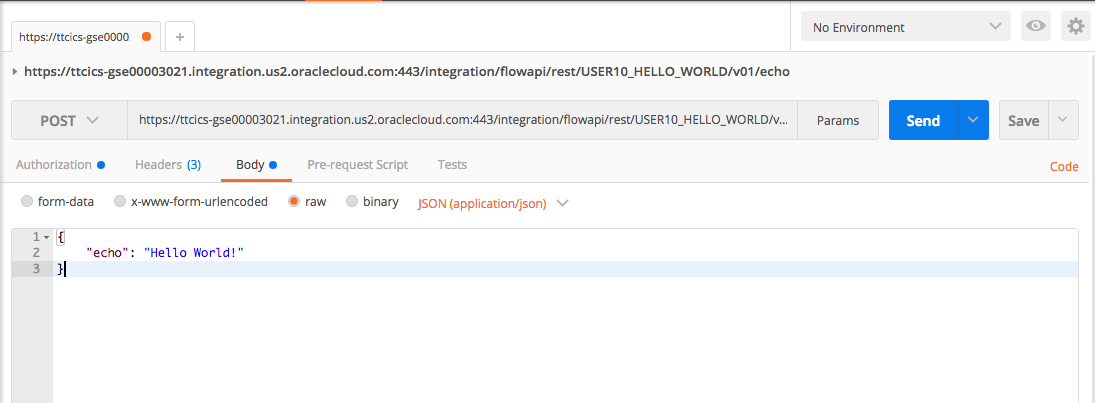 https://ttcics-gse0000: +
No Environment
https://ttcics-gse00003021.integration.us2.oraclecloud.com:443/integration/flowapi/rest/USER10_HELLO_WORLD/v01/echo
POST https://ttcics-gse00003021.integration.us2.oraclecloud.com:443/integration/flowapi/rest/USER10_HELLO_WORLD/v... Params Send Save
Authorization Headers (3) Body Pre-request Script Tests Code
form-data x-www-form-urlencoded raw binary JSON (application/json)
1 {
2 "echo": "Hello World!"
3 }